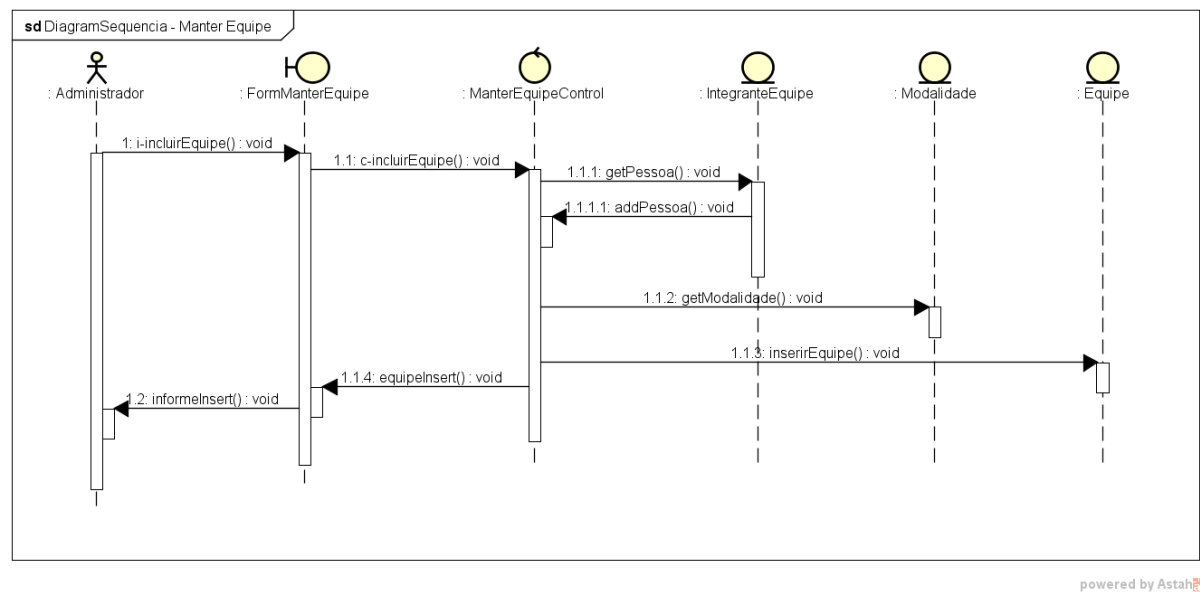 sd DiagramSequencia - Manter Equipe
: Administrador
: FormManterEquipe
: ManterEquipeControl
: IntegranteEquipe
: Modalidade
: Equipe
1: i-incluirEquipe() : void
1.1: c-incluirEquipe() : void
1.1.1: getPessoa() : void
1.1.1.1: addPessoa() : void
1.1.2: getModalidade() : void
1.1.3: inserirEquipe() : void
1.1.4: equipeInsert() : void
1.2: informeInsert() : void
powered by Astah